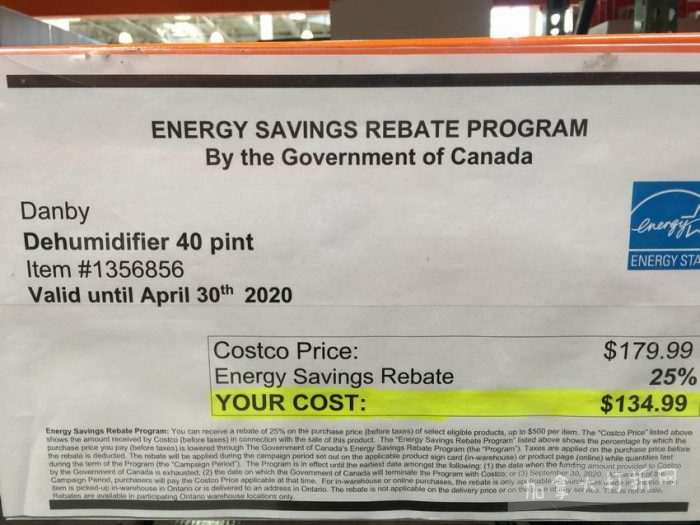 ENERGY SAVINGS REBATE PROGRAM
By the Government of Canada
Danby
Dehumidifier 40 pint
Item #1356856
Valid until April 30th 2020
energy
ENERGY STA
Costco Price: $179.99
Energy Savings Rebate 25%
YOUR COST: $134.99
Energy Savings Rebate Program: You can receive a rebate of 25% on the purchase price (before taxes) of select eligible products, up to $500 per item. The "Costco Price" listed above
shows the amount received by Costco (before taxes) in connection with the sale of this product. The "Energy Savings Rebate Program" listed above shows the percentage by which the
purchase price you pay (before taxes) is lowered through The Government of Canada's Energy Savings Rebate Program (the "Program"). Taxes are applied on the purchase price before
the rebate is deducted. The rebate will be applied during the campaign period set out on the applicable product sign card (in-warehouse) or product page (online) while quantities last
during the term of the Program (the "Campaign Period"). The Program is in effect until the earliest date amongst the following: (1) the date when the funding amount provided to Costco
by the Government of Canada is exhausted, (2) the date on which the Government of Canada will terminate the Program with Costco; or (3) September 30, 2020.
Campaign Period, purchasers will pay the Costco Price applicable at that time. For in-warehouse or online purchases, the rebate is only
item is picked-up in-warehouse in Ontario or is delivered to an address in Ontario. The rebate is not applicable on the delivery price or on
Rebates are available in participating Ontario warehouse locations only.